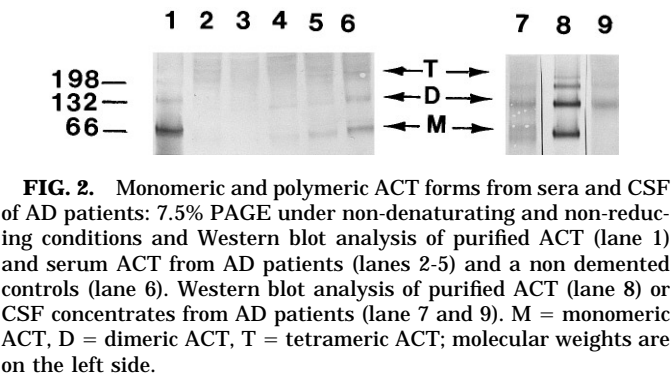 1 2 3 4 5 6 7 8 9
198 T
132 D
66 M
FIG. 2. Monomeric and polymeric ACT forms from sera and CSF
of AD patients: 7.5% PAGE under non-denaturating and non-reduc-
ing conditions and Western blot analysis of purified ACT (lane 1)
and serum ACT from AD patients (lanes 2-5) and a non demented
controls (lane 6). Western blot analysis of purified ACT (lane 8) or
CSF concentrates from AD patients (lane 7 and 9). M = monomeric
ACT, D = dimeric ACT, T = tetrameric ACT; molecular weights are
on the left side.